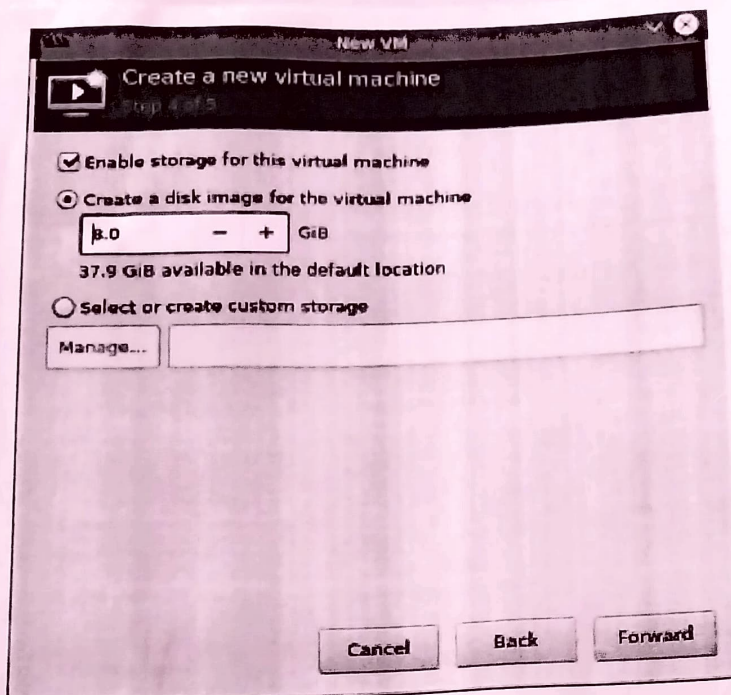 New VM
Create a new virtual machine
Step 4 of 5
Enable storage for this virtual machine
Create a disk image for the virtual machine
8.0 − + GiB
37.9 GiB available in the default location
Select or create custom storage
Manage...
Cancel Back Forward